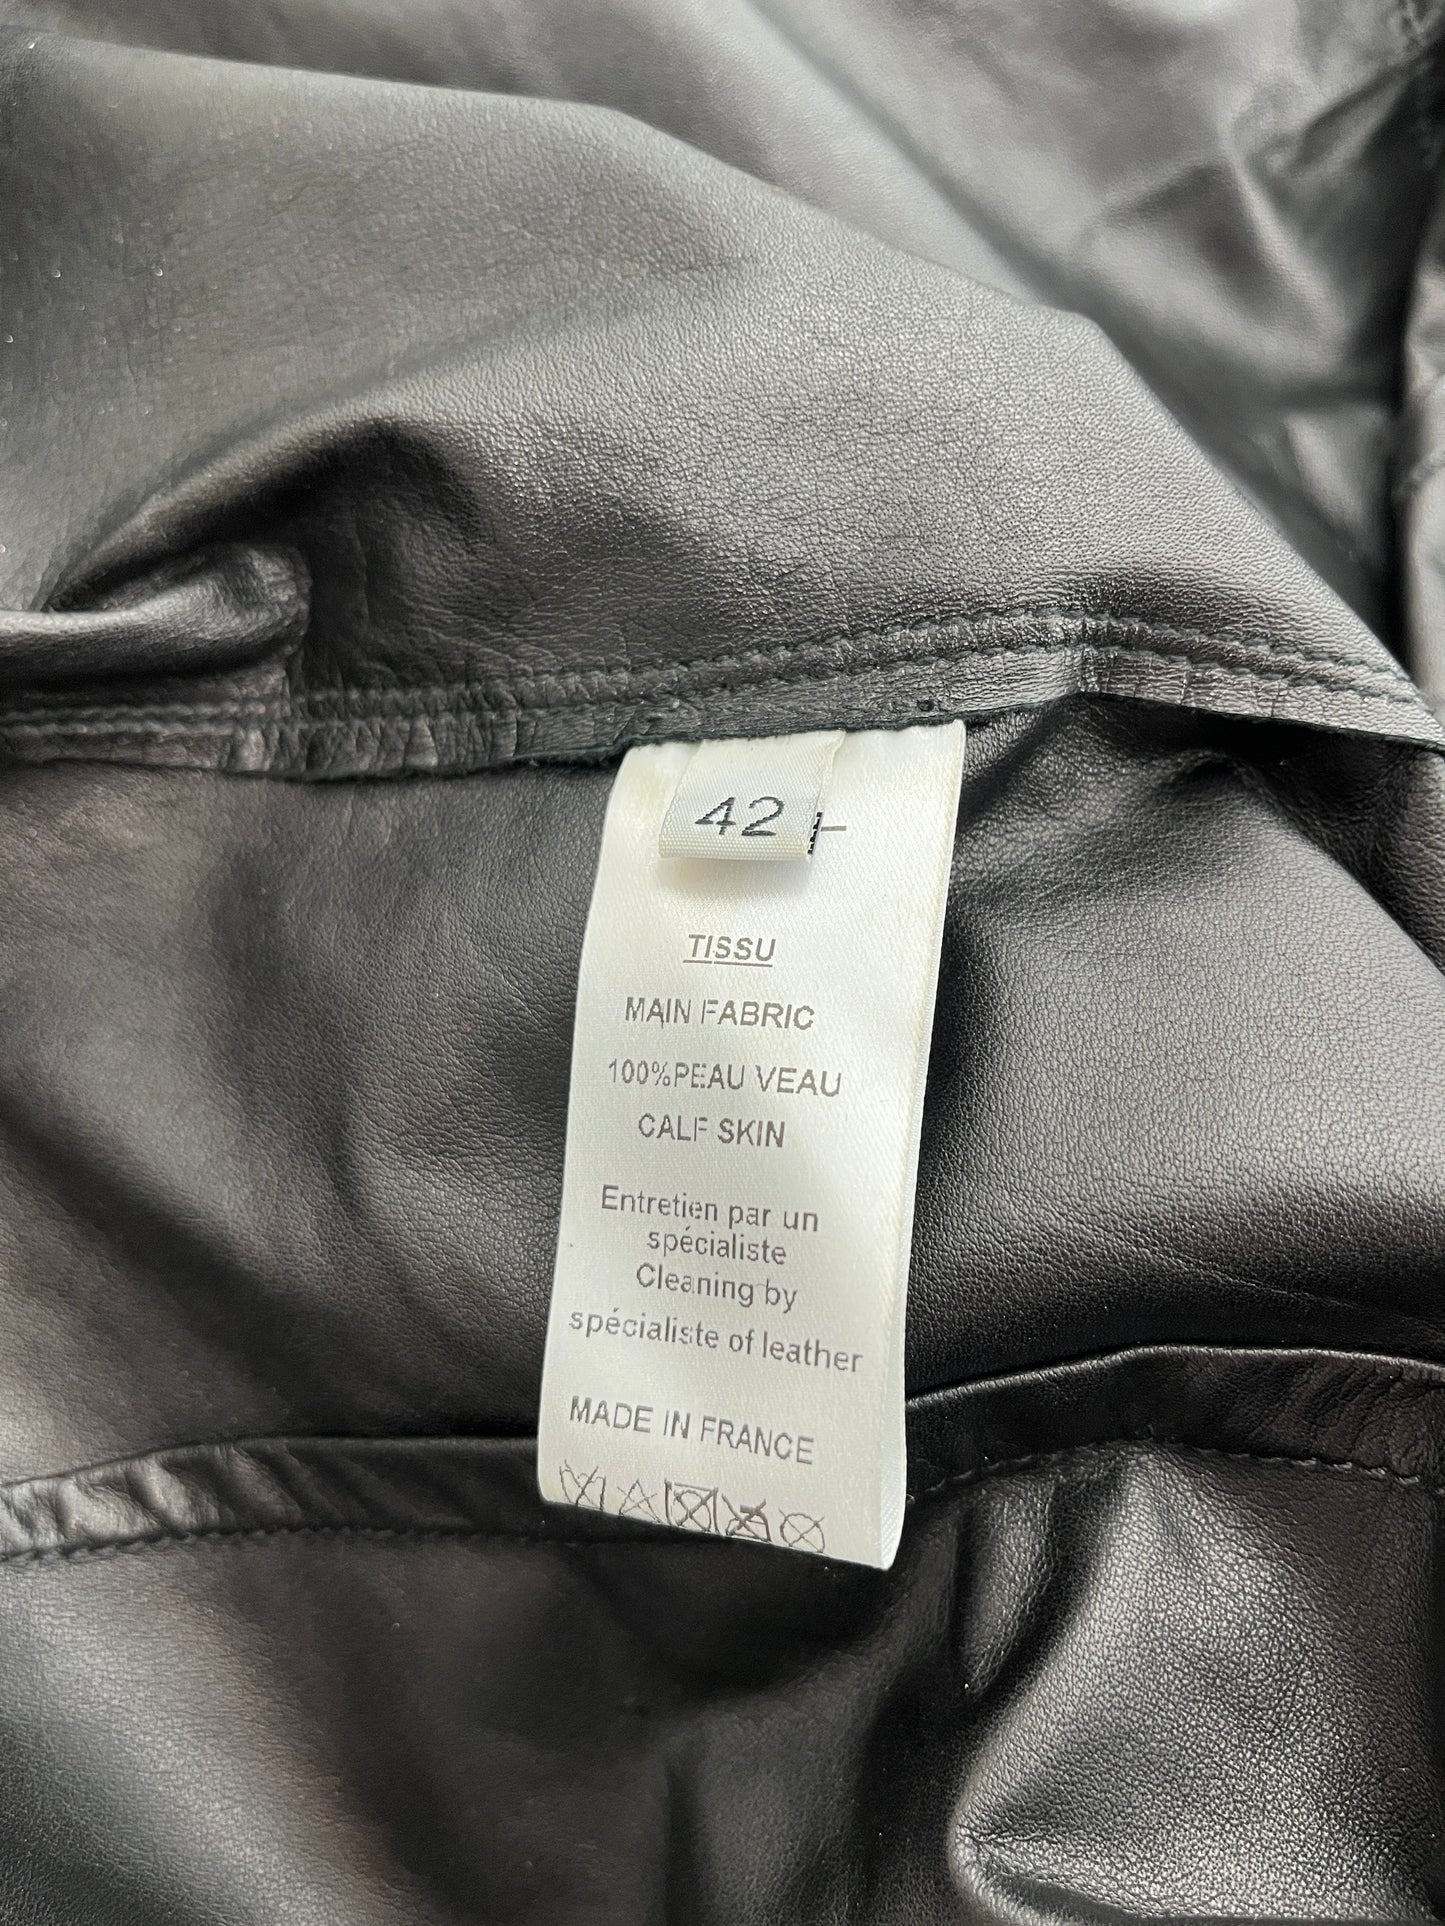 42
TISSU
MAIN FABRIC
100%PEAU VEAU
CALF SKIN
Entretien par un
spécialiste
Cleaning by
spécialiste of leather
MADE IN FRANCE